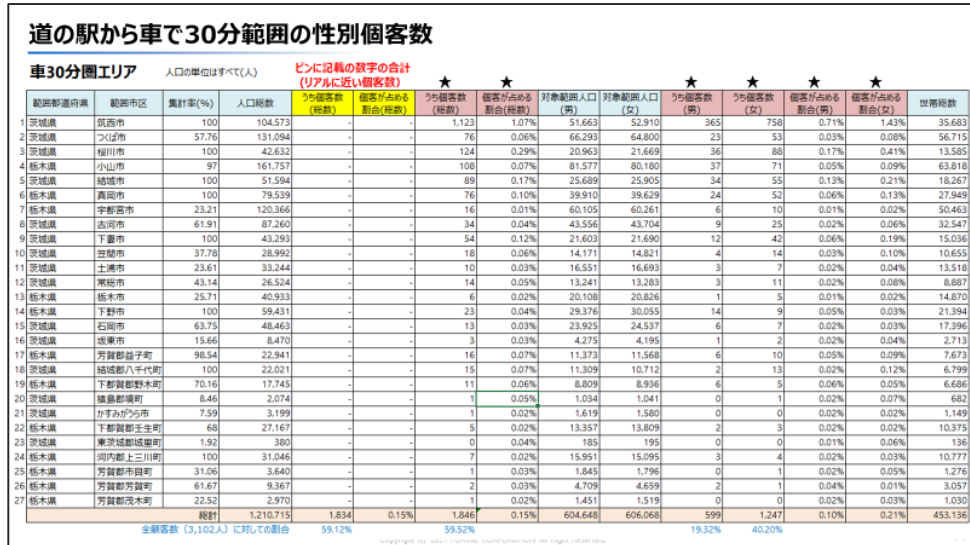 道の駅から車で30分範囲の性別個客数
車30分圏エリア 人口の単位はすべて(人) ピンに記載の数字の合計
(リアルに近い個客数)
★ ★ ★ ★ ★ ★
範囲都道府県 範囲市区 集計率(%) 人口総数 うち個客数(総数) 個客が占める割合(総数) うち個客数(総数) 個客が占める割合(総数) 対象範囲人口(男) 対象範囲人口(女) うち個客数(男) うち個客数(女) 個客が占める割合(男) 個客が占める割合(女) 世帯総数
1 茨城県 筑西市 100 104,573 - - 1,123 1.07% 51,663 52,910 365 758 0.71% 1.43% 35,683
2 茨城県 つくば市 57.76 131,094 - - 76 0.06% 66,293 64,800 23 53 0.03% 0.08% 56,715
3 茨城県 桜川市 100 42,632 - - 124 0.29% 20,963 21,669 36 88 0.17% 0.41% 13,585
4 栃木県 小山市 97 161,757 - - 108 0.07% 81,577 80,180 37 71 0.05% 0.09% 63,818
5 茨城県 結城市 100 51,594 - - 89 0.17% 25,689 25,905 34 55 0.13% 0.21% 18,267
6 栃木県 真岡市 100 79,539 - - 76 0.10% 39,910 39,629 24 52 0.06% 0.13% 27,949
7 栃木県 宇都宮市 23.21 120,366 - - 16 0.01% 60,105 60,261 6 10 0.01% 0.02% 50,463
8 茨城県 古河市 61.91 87,260 - - 34 0.04% 43,556 43,704 9 25 0.02% 0.06% 32,547
9 茨城県 下妻市 100 43,293 - - 54 0.12% 21,603 21,690 12 42 0.06% 0.19% 15,036
10 茨城県 笠間市 37.78 28,992 - - 18 0.06% 14,171 14,821 4 14 0.03% 0.10% 10,655
11 茨城県 土浦市 23.61 33,244 - - 10 0.03% 16,551 16,693 3 7 0.02% 0.04% 13,518
12 茨城県 常総市 43.14 26,524 - - 14 0.05% 13,241 13,283 3 11 0.02% 0.08% 8,887
13 栃木県 栃木市 25.71 40,933 - - 6 0.02% 20,108 20,826 1 5 0.01% 0.02% 14,870
14 栃木県 下野市 100 59,431 - - 23 0.04% 29,376 30,055 14 9 0.05% 0.03% 21,394
15 茨城県 石岡市 63.75 48,463 - - 13 0.03% 23,925 24,537 6 7 0.02% 0.03% 17,396
16 茨城県 坂東市 15.66 8,470 - - 3 0.03% 4,275 4,195 1 2 0.02% 0.04% 2,713
17 栃木県 芳賀郡益子町 98.54 22,941 - - 16 0.07% 11,373 11,568 6 10 0.05% 0.09% 7,673
18 茨城県 結城郡八千代町 100 22,021 - - 15 0.07% 11,309 10,712 2 13 0.02% 0.12% 6,799
19 栃木県 下都賀郡野木町 70.16 17,745 - - 11 0.06% 8,809 8,936 6 5 0.06% 0.05% 6,686
20 茨城県 猿島郡境町 8.46 2,074 - - 1 0.05% 1,034 1,041 0 1 0.02% 0.07% 682
21 茨城県 かすみがうら市 7.59 3,199 - - 1 0.02% 1,619 1,580 0 0 0.02% 0.02% 1,149
22 栃木県 下都賀郡壬生町 68 27,167 - - 5 0.02% 13,357 13,809 2 3 0.02% 0.02% 10,375
23 茨城県 東茨城郡城里町 1.92 380 - - 0 0.04% 185 195 0 0 0.01% 0.06% 136
24 栃木県 河内郡上三川町 100 31,046 - - 7 0.02% 15,951 15,095 3 4 0.02% 0.03% 10,777
25 栃木県 芳賀郡市貝町 31.06 3,640 - - 1 0.03% 1,845 1,796 0 1 0.02% 0.05% 1,276
26 栃木県 芳賀郡芳賀町 61.67 9,367 - - 2 0.03% 4,709 4,659 2 1 0.04% 0.01% 3,057
27 栃木県 芳賀郡茂木町 22.52 2,970 - - 1 0.02% 1,451 1,519 0 0 0.02% 0.03% 1,030
総計 1,210,715 1,834 0.15% 1,846 0.15% 604,648 606,068 599 1,247 0.10% 0.21% 453,136
全顧客数(3,102人)に対しての割合 59.12% 59.52% 19.32% 40.20%